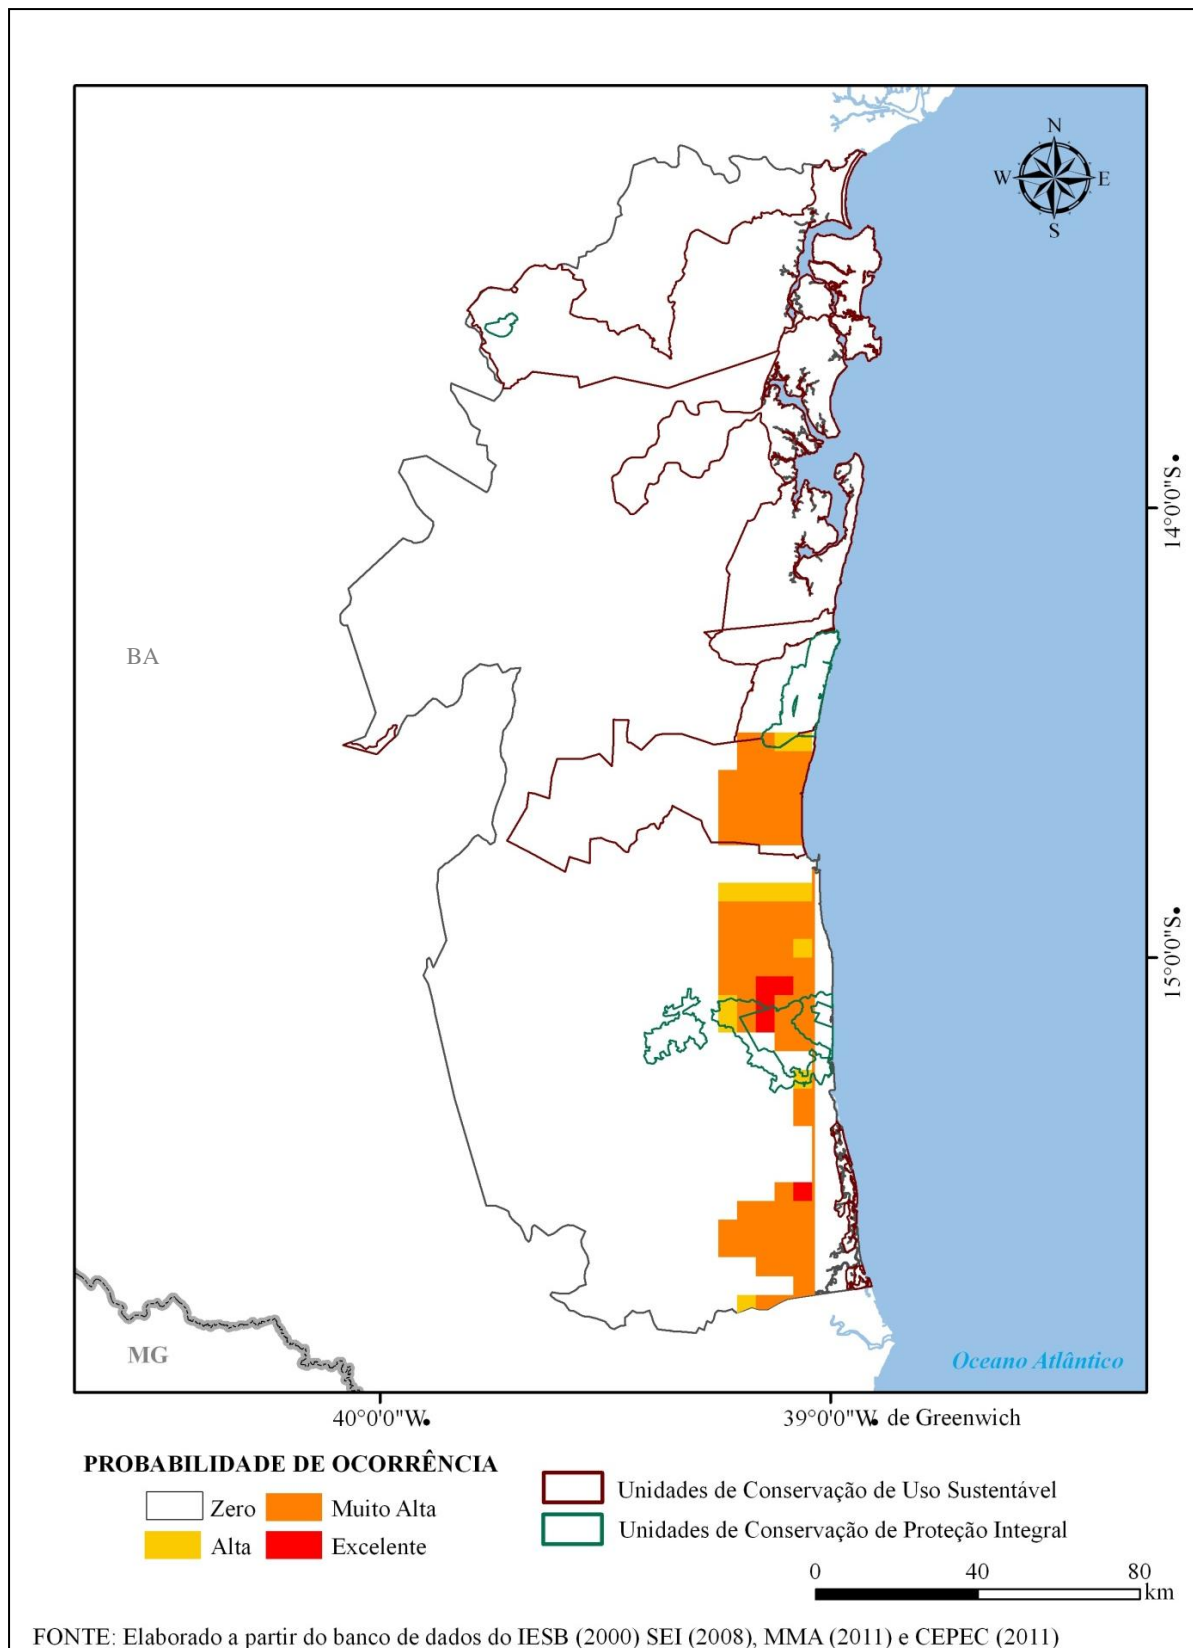 N
W E
S
14°0'0"S.
BA
15°0'0"S.
MG
Oceano Atlântico
40°0'0"W. 39°0'0"W. de Greenwich
PROBABILIDADE DE OCORRÊNCIA
Zero Muito Alta
Alta Excelente
Unidades de Conservação de Uso Sustentável
Unidades de Conservação de Proteção Integral
0 40 80
km
FONTE: Elaborado a partir do banco de dados do IESB (2000) SEI (2008), MMA (2011) e CEPEC (2011)